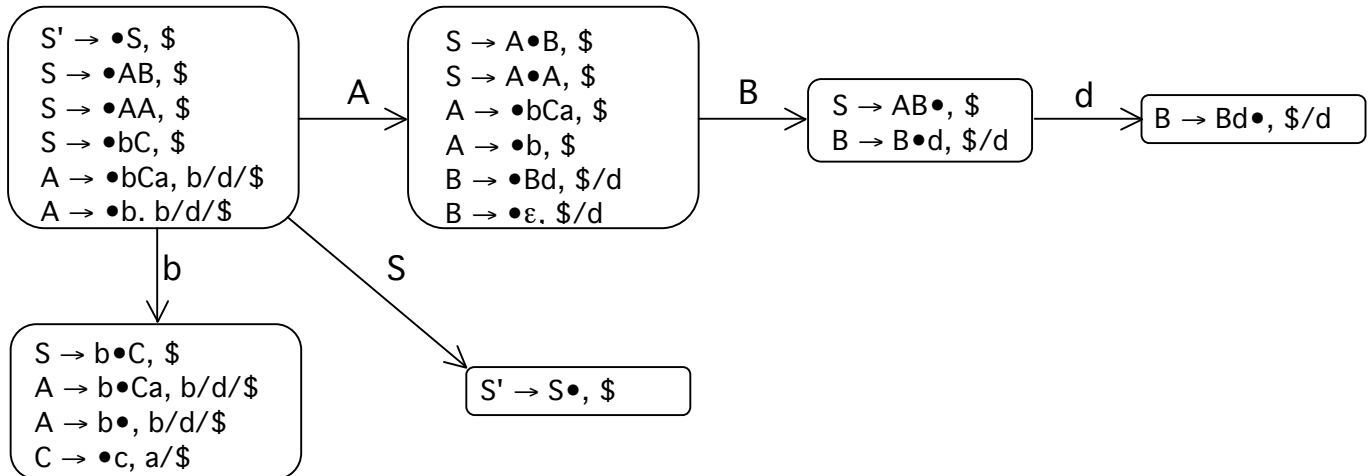 S' → •S, $
S → •AB, $
S → •AA, $
S → •bC, $
A → •bCa, b/d/$
A → •b, b/d/$
A
S → A•B, $
S → A•A, $
A → •bCa, $
A → •b, $
B → •Bd, $/d
B → •ε, $/d
B
S → AB•, $
B → B•d, $/d
d
B → Bd•, $/d
b
S
S → b•C, $
A → b•Ca, b/d/$
A → b•, b/d/$
C → •c, a/$
S' → S•, $